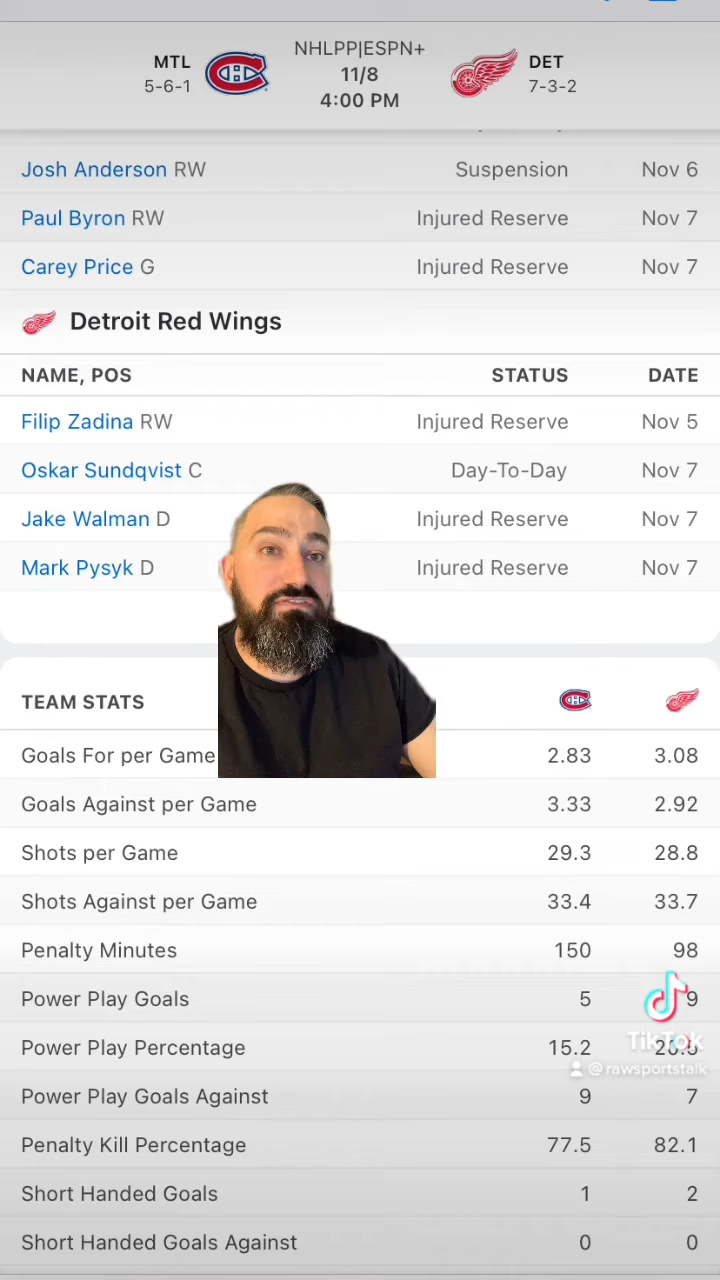 NHLPP|ESPN+
MTL 11/8 DET
5-6-1 4:00 PM 7-3-2
Josh Anderson RW Suspension Nov 6
Paul Byron RW Injured Reserve Nov 7
Carey Price G Injured Reserve Nov 7
Detroit Red Wings
NAME, POS STATUS DATE
Filip Zadina RW Injured Reserve Nov 5
Oskar Sundqvist C Day-To-Day Nov 7
Jake Walman D Injured Reserve Nov 7
Mark Pysyk D Injured Reserve Nov 7
TEAM STATS
Goals For per Game 2.83 3.08
Goals Against per Game 3.33 2.92
Shots per Game 29.3 28.8
Shots Against per Game 33.4 33.7
Penalty Minutes 150 98
Power Play Goals 5 9
Power Play Percentage 15.2
TikTok
@rawsportstalk
Power Play Goals Against 9 7
Penalty Kill Percentage 77.5 82.1
Short Handed Goals 1 2
Short Handed Goals Against 0 0